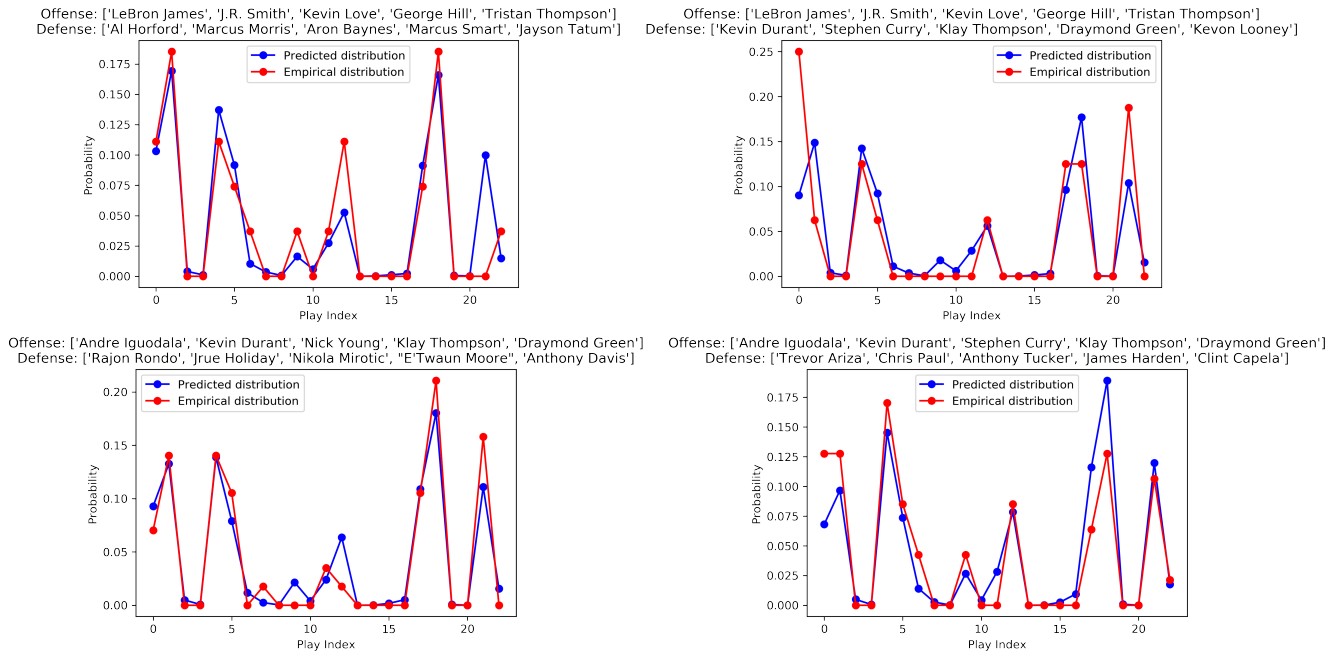 Offense: ['LeBron James', 'J.R. Smith', 'Kevin Love', 'George Hill', 'Tristan Thompson']
Defense: ['Al Horford', 'Marcus Morris', 'Aron Baynes', 'Marcus Smart', 'Jayson Tatum']
Predicted distribution
Empirical distribution
0.175
0.150
0.125
0.100
0.075
0.050
0.025
0.000
Probability
0 5 10 15 20
Play Index
Offense: ['LeBron James', 'J.R. Smith', 'Kevin Love', 'George Hill', 'Tristan Thompson']
Defense: ['Kevin Durant', 'Stephen Curry', 'Klay Thompson', 'Draymond Green', 'Kevon Looney']
Predicted distribution
Empirical distribution
0.25
0.20
0.15
0.10
0.05
0.00
Probability
0 5 10 15 20
Play Index
Offense: ['Andre Iguodala', 'Kevin Durant', 'Nick Young', 'Klay Thompson', 'Draymond Green']
Defense: ['Rajon Rondo', 'Jrue Holiday', 'Nikola Mirotic', "E'Twaun Moore", 'Anthony Davis']
Predicted distribution
Empirical distribution
0.20
0.15
0.10
0.05
0.00
Probability
0 5 10 15 20
Play Index
Offense: ['Andre Iguodala', 'Kevin Durant', 'Stephen Curry', 'Klay Thompson', 'Draymond Green']
Defense: ['Trevor Ariza', 'Chris Paul', 'Anthony Tucker', 'James Harden', 'Clint Capela']
Predicted distribution
Empirical distribution
0.175
0.150
0.125
0.100
0.075
0.050
0.025
0.000
Probability
0 5 10 15 20
Play Index